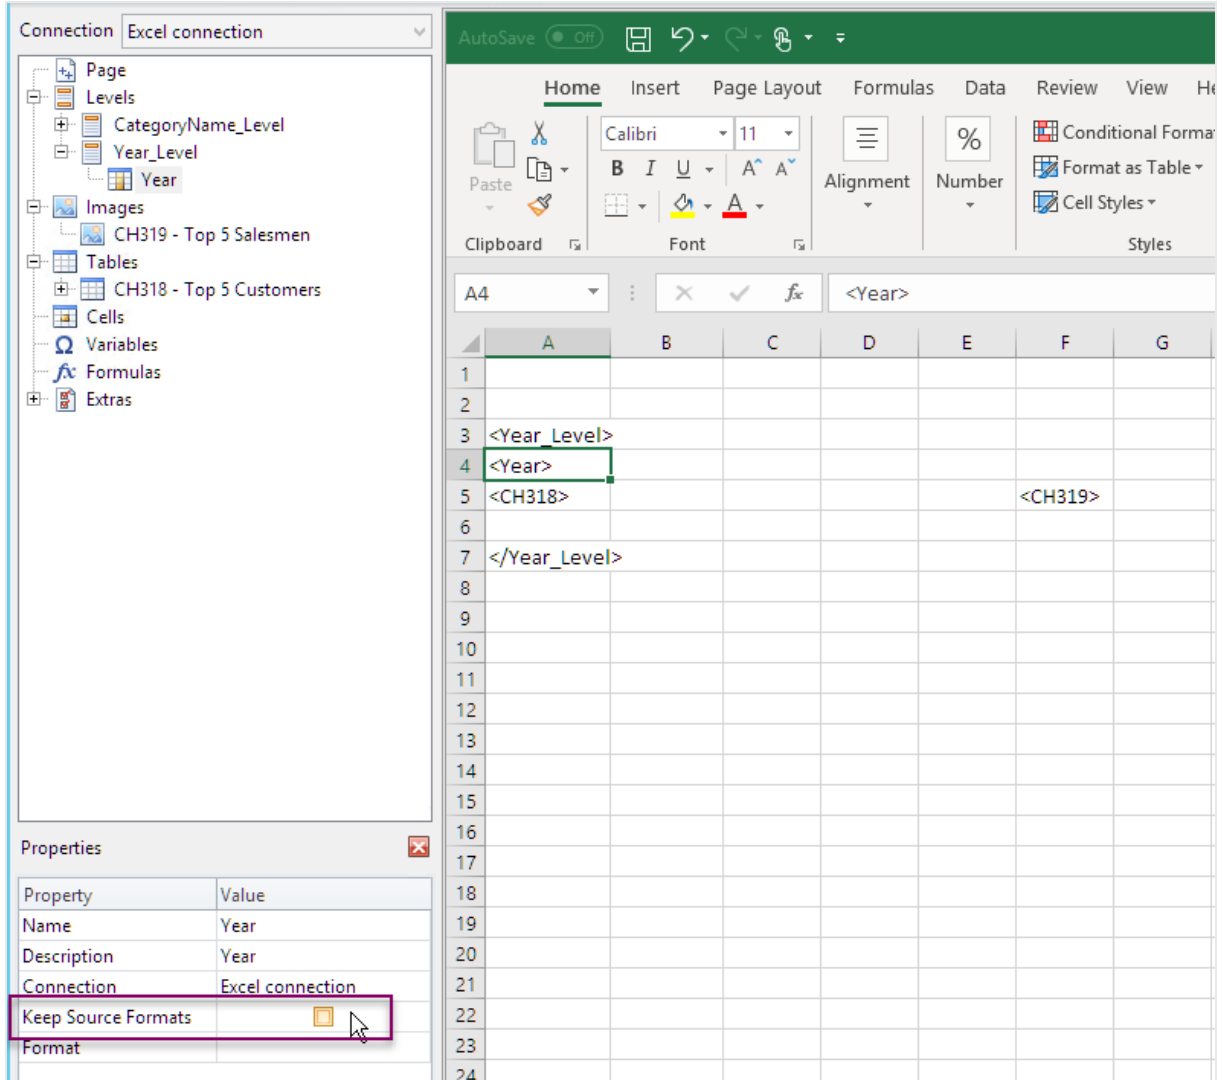 Connection Excel connection
Page
Levels
CategoryName_Level
Year_Level
Year
Images
CH319 - Top 5 Salesmen
Tables
CH318 - Top 5 Customers
Cells
Variables
fx Formulas
Extras
Properties
Property Value
Name Year
Description Year
Connection Excel connection
Keep Source Formats
Format
AutoSave Off
Home Insert Page Layout Formulas Data Review View He
Paste
Clipboard
Calibri 11
B I U A A
A
Font
Alignment
%
Number
Conditional Forma
Format as Table
Cell Styles
Styles
A4 fx <Year>
A B C D E F G
1
2
3 <Year_Level>
4 <Year>
5 <CH318> <CH319>
6
7 </Year_Level>
8
9
10
11
12
13
14
15
16
17
18
19
20
21
22
23
24